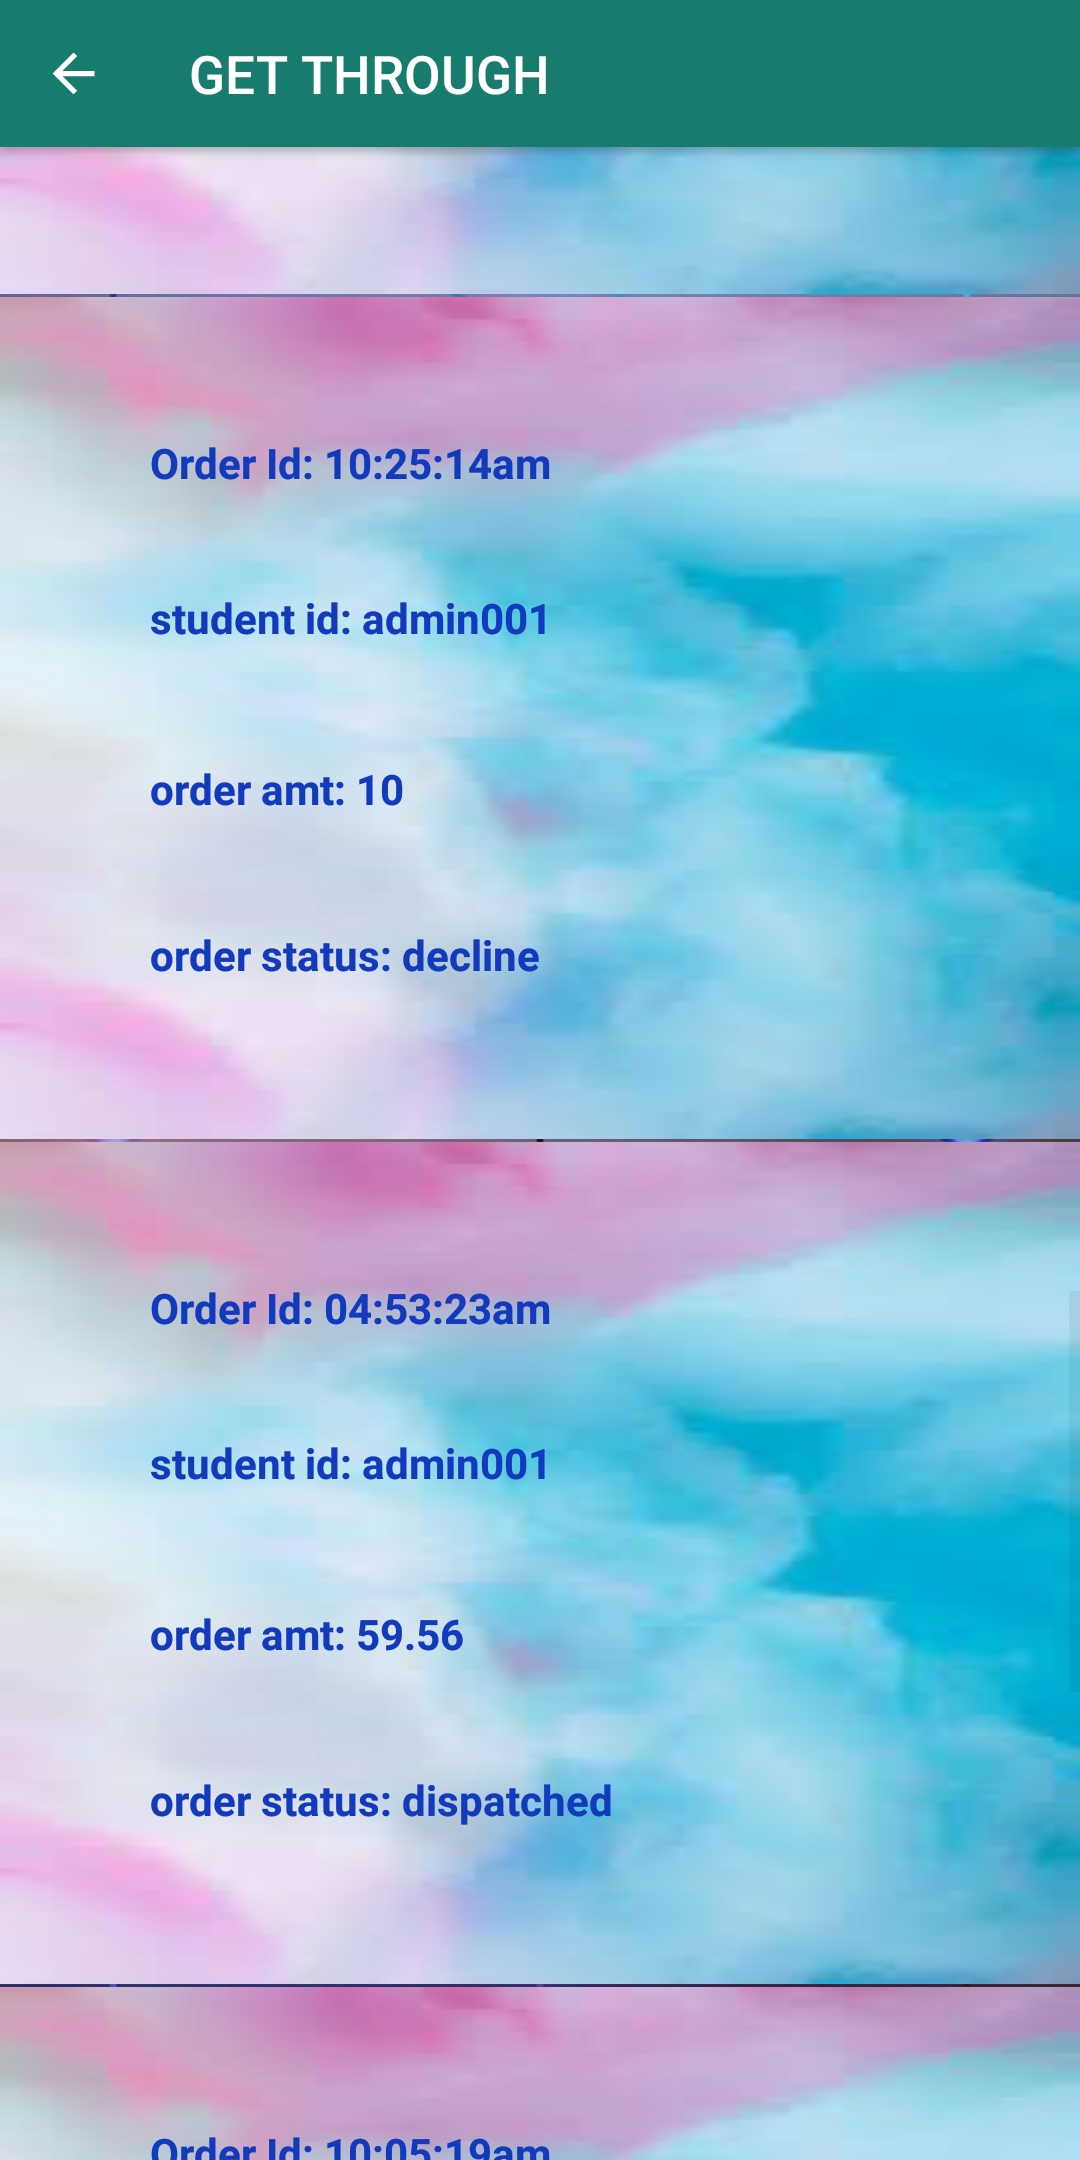 GET THROUGH
Order Id: 10:25:14am
student id: admin001
order amt: 10
order status: decline
Order Id: 04:53:23am
student id: admin001
order amt: 59.56
order status: dispatched
Order Id: 10:05:19am